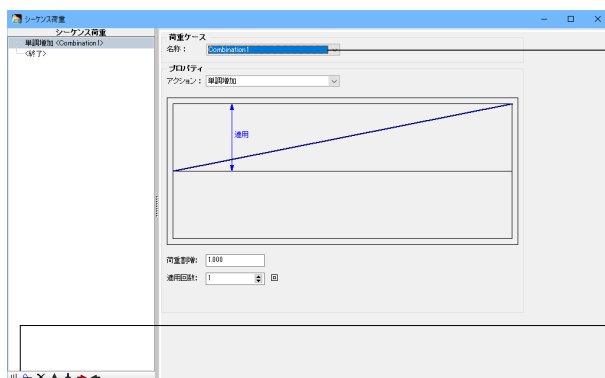 シーケンス荷重
シーケンス荷重
単調増加 <Combination1>
<終了>
荷重ケース
名称：
Combination1
プロパティ
アクション：
単調増加
適用
荷重割増:
1.000
適用回数:
1
回